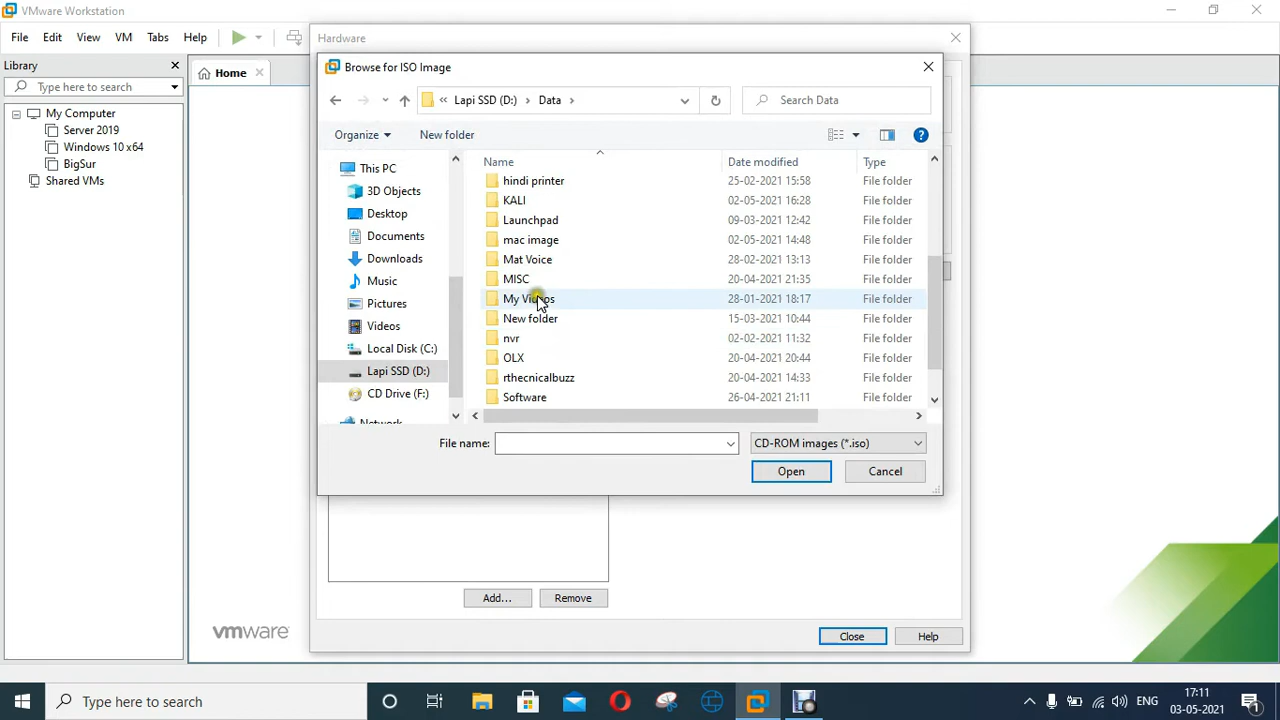 VMware Workstation
File Edit View VM Tabs Help
Library
Type here to search
My Computer
Server 2019
Windows 10 x64
BigSur
Shared VMs
Home
Hardware
Browse for ISO Image
« Lapi SSD (D:) › Data ›
Search Data
Organize
New folder
This PC
3D Objects
Desktop
Documents
Downloads
Music
Pictures
Videos
Local Disk (C:)
Lapi SSD (D:)
CD Drive (F:)
Network
Name Date modified Type
hindi printer 25-02-2021 15:58 File folder
KALI 02-05-2021 16:28 File folder
Launchpad 09-03-2021 12:42 File folder
mac image 02-05-2021 14:48 File folder
Mat Voice 28-02-2021 13:13 File folder
MISC 20-04-2021 21:35 File folder
My Videos 28-01-2021 18:17 File folder
New folder 15-03-2021 10:44 File folder
nvr 02-02-2021 11:32 File folder
OLX 20-04-2021 20:44 File folder
rthecnicalbuzz 20-04-2021 14:33 File folder
Software 26-04-2021 21:11 File folder
File name:
CD-ROM images (*.iso)
Open Cancel
Add... Remove
Close Help
vmware
Type here to search
ENG
17:11
03-05-2021
1